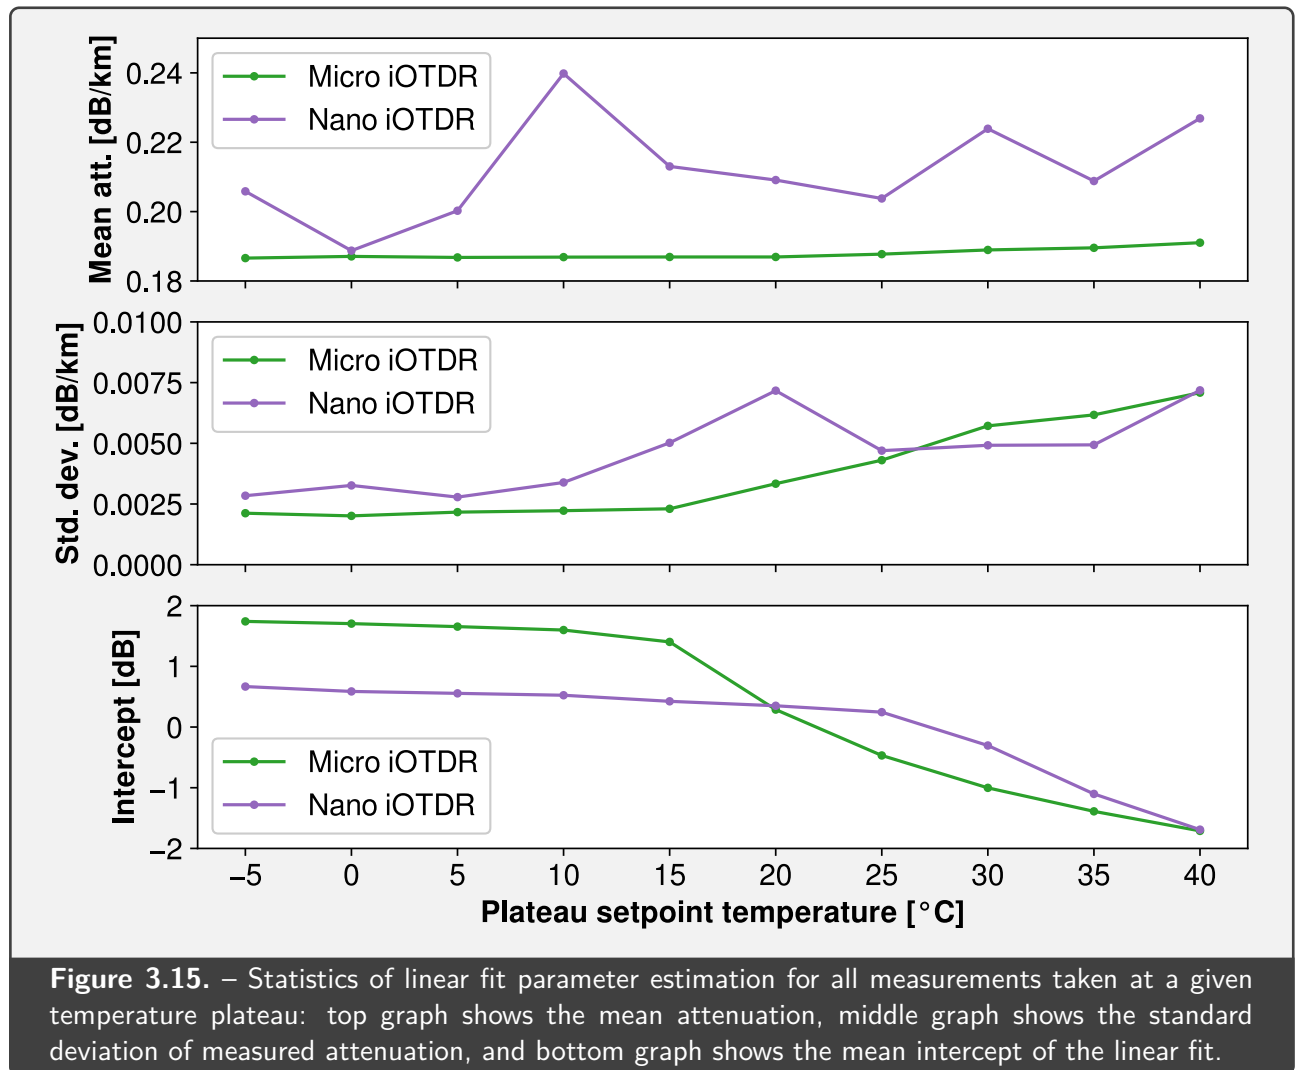 Mean att. [dB/km]
0.24
0.22
0.20
0.18
Micro iOTDR
Nano iOTDR
Std. dev. [dB/km]
0.0100
0.0075
0.0050
0.0025
0.0000
Micro iOTDR
Nano iOTDR
Intercept [dB]
2
1
0
−1
−2
Micro iOTDR
Nano iOTDR
−5 0 5 10 15 20 25 30 35 40
Plateau setpoint temperature [°C]
Figure 3.15. – Statistics of linear fit parameter estimation for all measurements taken at a given
temperature plateau: top graph shows the mean attenuation, middle graph shows the standard
deviation of measured attenuation, and bottom graph shows the mean intercept of the linear fit.